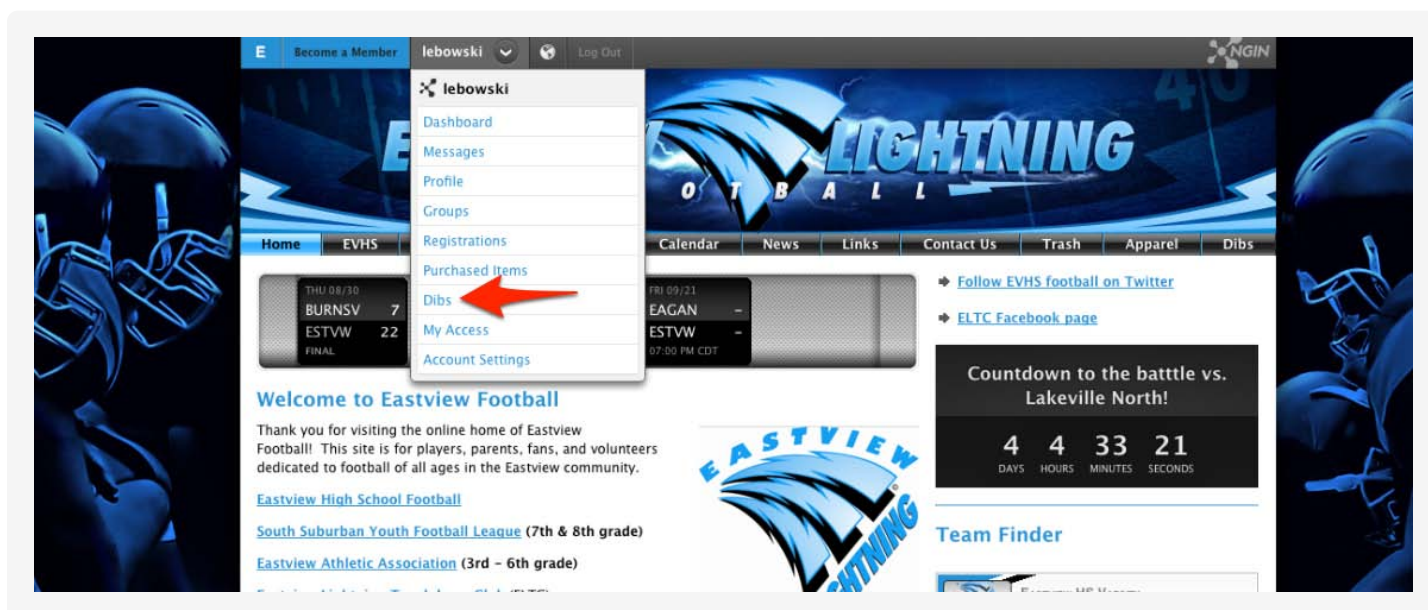 E Become a Member lebowski Log Out NGIN
lebowski
Dashboard
Messages
Profile
Groups
Registrations
Purchased Items
Dibs
My Access
Account Settings
LIGHTNING
O T B A L L
Home EVHS Calendar News Links Contact Us Trash Apparel Dibs
THU 08/30
BURNSV 7
ESTVW 22
FINAL
FRI 09/21
EAGAN –
ESTVW –
07:00 PM CDT
Follow EVHS football on Twitter
ELTC Facebook page
Countdown to the batttle vs.
Lakeville North!
4 4 33 21
DAYS HOURS MINUTES SECONDS
Welcome to Eastview Football
Thank you for visiting the online home of Eastview
Football! This site is for players, parents, fans, and volunteers
dedicated to football of all ages in the Eastview community.
Eastview High School Football
South Suburban Youth Football League (7th & 8th grade)
Eastview Athletic Association (3rd – 6th grade)
EASTVIEW
LIGHTNING
Team Finder